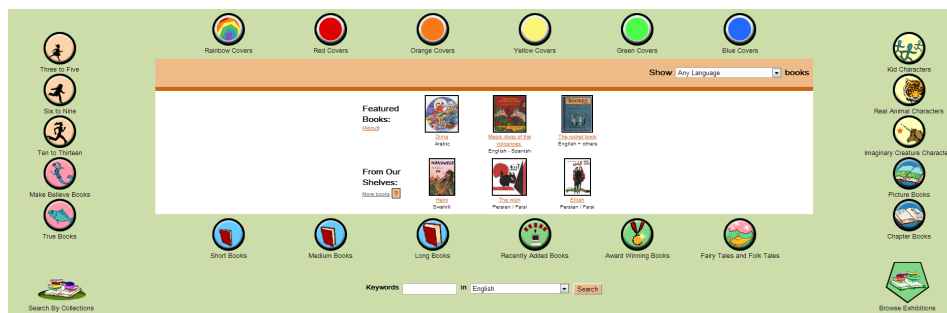 Rainbow Covers
Red Covers
Orange Covers
Yellow Covers
Green Covers
Blue Covers
Three to Five
Six to Nine
Ten to Thirteen
Make Believe Books
True Books
Search By Collections
Show Any Language books
Featured
Books:
(About)
Dima
Arabic
Magic dogs of the
volcanoes
English - Spanish
The rocket book
English + others
ROCKET
From Our
Shelves:
More books ?
Swahili
The wish
Persian / Farsi
Persian / Farsi
Short Books
Medium Books
Long Books
Recently Added Books
Award Winning Books
Fairy Tales and Folk Tales
Keywords in English Search
Kid Characters
Real Animal Characters
Imaginary Creature Characte
Picture Books
Chapter Books
Browse Exhibitions